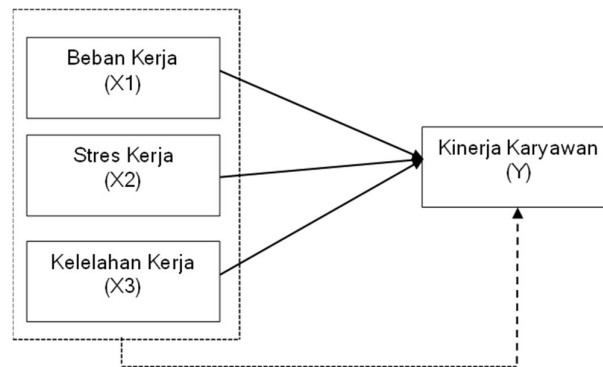 Beban Kerja
(X1)
Stres Kerja
(X2)
Kelelahan Kerja
(X3)
Kinerja Karyawan
(Y)